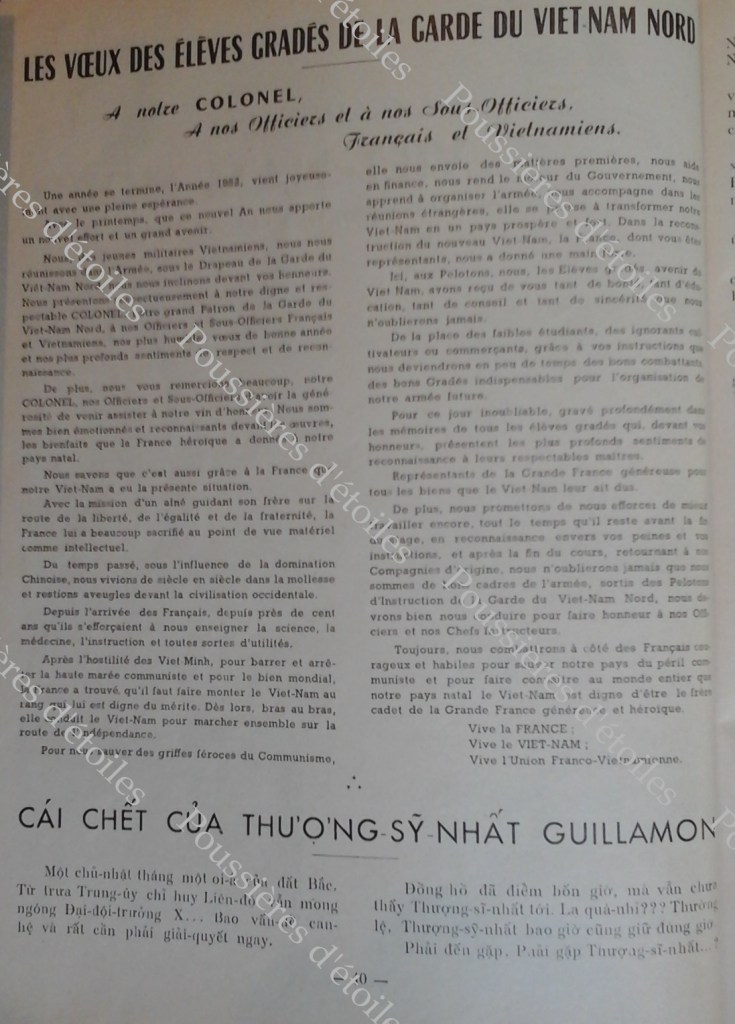 LES VŒUX DES ÉLÈVES GRADÉS DE LA GARDE DU VIET-NAM NORD
A notre COLONEL,
A nos Officiers et à nos Sous-Officiers,
Français et Vietnamiens.
Une année se termine, l'Année 1953, vient joyeuse-
avec une pleine espérance.
le printemps, que ce nouvel An nous apporte
un nouvel effort et un grand avenir.
Nous, jeunes militaires Vietnamiens, nous nous
réunissons l'Armée, sous le Drapeau de la Garde du
Viêt-Nam Nord, nous inclinons devant vos honneurs.
Nous présentons respectueusement à notre digne et res-
pectable COLONEL, notre grand Patron de la Garde du
Viet-Nam Nord, à nos Officiers et Sous-Officiers Français
et Vietnamiens, nos plus humbles vœux de bonne année
et nos plus profonds sentiments de respect et de recon-
naissance.
De plus, nous vous remercions beaucoup, notre
COLONEL, nos Officiers et Sous-Officiers d'avoir la géné-
rosité de venir assister à notre vin d'honneur. Nous som-
mes bien émotionnés et reconnaissants devant les œuvres,
les bienfaits que la France héroïque a donnés à notre
pays natal.
Nous savons que c'est aussi grâce à la France que
notre Viet-Nam a eu la présente situation.
Avec la mission d'un aîné guidant son frère sur la
route de la liberté, de l'égalité et de la fraternité, la
France lui a beaucoup sacrifié au point de vue matériel
comme intellectuel.
Du temps passé, sous l'influence de la domination
Chinoise, nous vivions de siècle en siècle dans la mollesse
et restions aveugles devant la civilisation occidentale.
Depuis l'arrivée des Français, depuis près de cent
ans qu'ils s'efforçaient à nous enseigner la science, la
médecine, l'instruction et toutes sortes d'utilités.
Après l'hostilité des Viet Minh, pour barrer et arrê-
ter la haute marée communiste et pour le bien mondial,
la France a trouvé qu'il faut faire monter le Viet-Nam au
rang qui lui est digne du mérite. Dès lors, bras au bras,
elle conduit le Viet-Nam pour marcher ensemble sur la
route de l'indépendance.
Pour nous sauver des griffes féroces du Communisme,
elle nous envoie des matières premières, nous aide
en finance, nous rend le retour du Gouvernement, nous
apprend à organiser l'armée, nous accompagne dans les
réunions étrangères, elle se presse à transformer notre
Viet-Nam en un pays prospère et fort. Dans la recons-
truction du nouveau Viet-Nam, la France, dont vous êtes
représentants, nous a donné une main
Ici, aux Pelotons, nous, les Elèves gradés, avenir du
Viet Nam, avons reçu de vous tant de bonté, tant d'édu-
cation, tant de conseil et tant de sincérité que nous
n'oublierons jamais.
De la place des faibles étudiants, des ignorants cul-
tivateurs ou commerçants, grâce à vos instructions que
nous deviendrons en peu de temps des bons combattants,
des bons Gradés indispensables pour l'organisation de
notre armée future.
Pour ce jour inoubliable, gravé profondément dans
les mémoires de tous les élèves gradés qui, devant vos
honneurs, présentent les plus profonds sentiments de
reconnaissance à leurs respectables maîtres.
Représentants de la Grande France généreuse pour
tous les biens que le Viet-Nam leur ait dus.
De plus, nous promettons de nous efforcer de mieux
travailler encore, tout le temps qu'il reste avant la fin
du stage, en reconnaissance envers vos peines et vos
instructions, et après la fin du cours, retournant à nos
Compagnies d'origine, nous n'oublierons jamais que nous
sommes de bons cadres de l'armée, sortis des Pelotons
d'Instruction de la Garde du Viet-Nam Nord, nous de-
vrons bien nous conduire pour faire honneur à nos Offi-
ciers et nos Chefs Instructeurs.
Toujours, nous combattrons à côté des Français cou-
rageux et habiles pour sauver notre pays du péril com-
muniste et pour faire connaître au monde entier que
notre pays natal le Viet-Nam est digne d'être le frère
cadet de la Grande France généreuse et héroïque.
Vive la FRANCE ;
Vive le VIET-NAM ;
Vive l'Union Franco-Vietnamienne.
CÁI CHẾT CỦA THƯỢNG-SỸ-NHẤT GUILLAMON
Một chủ-nhật tháng một oi-ả của đất Bắc.
Từ trưa Trung-úy chỉ huy Liên-đội vẫn mong
ngóng Đại-đội-trưởng X... Bao vấn-đề can-
hệ và rất cần phải giải-quyết ngay.
Đồng hồ đã điểm bốn giờ, mà vẫn chưa
thấy Thượng-sĩ-nhất tới. Lạ quá-nhỉ??? Thường
lệ, Thượng-sỹ-nhất bao giờ cũng giữ đúng giờ
Phải đến gặp. Phải gặp Thượng-sĩ-nhất...?
— 40 —
Poussières d'étoiles